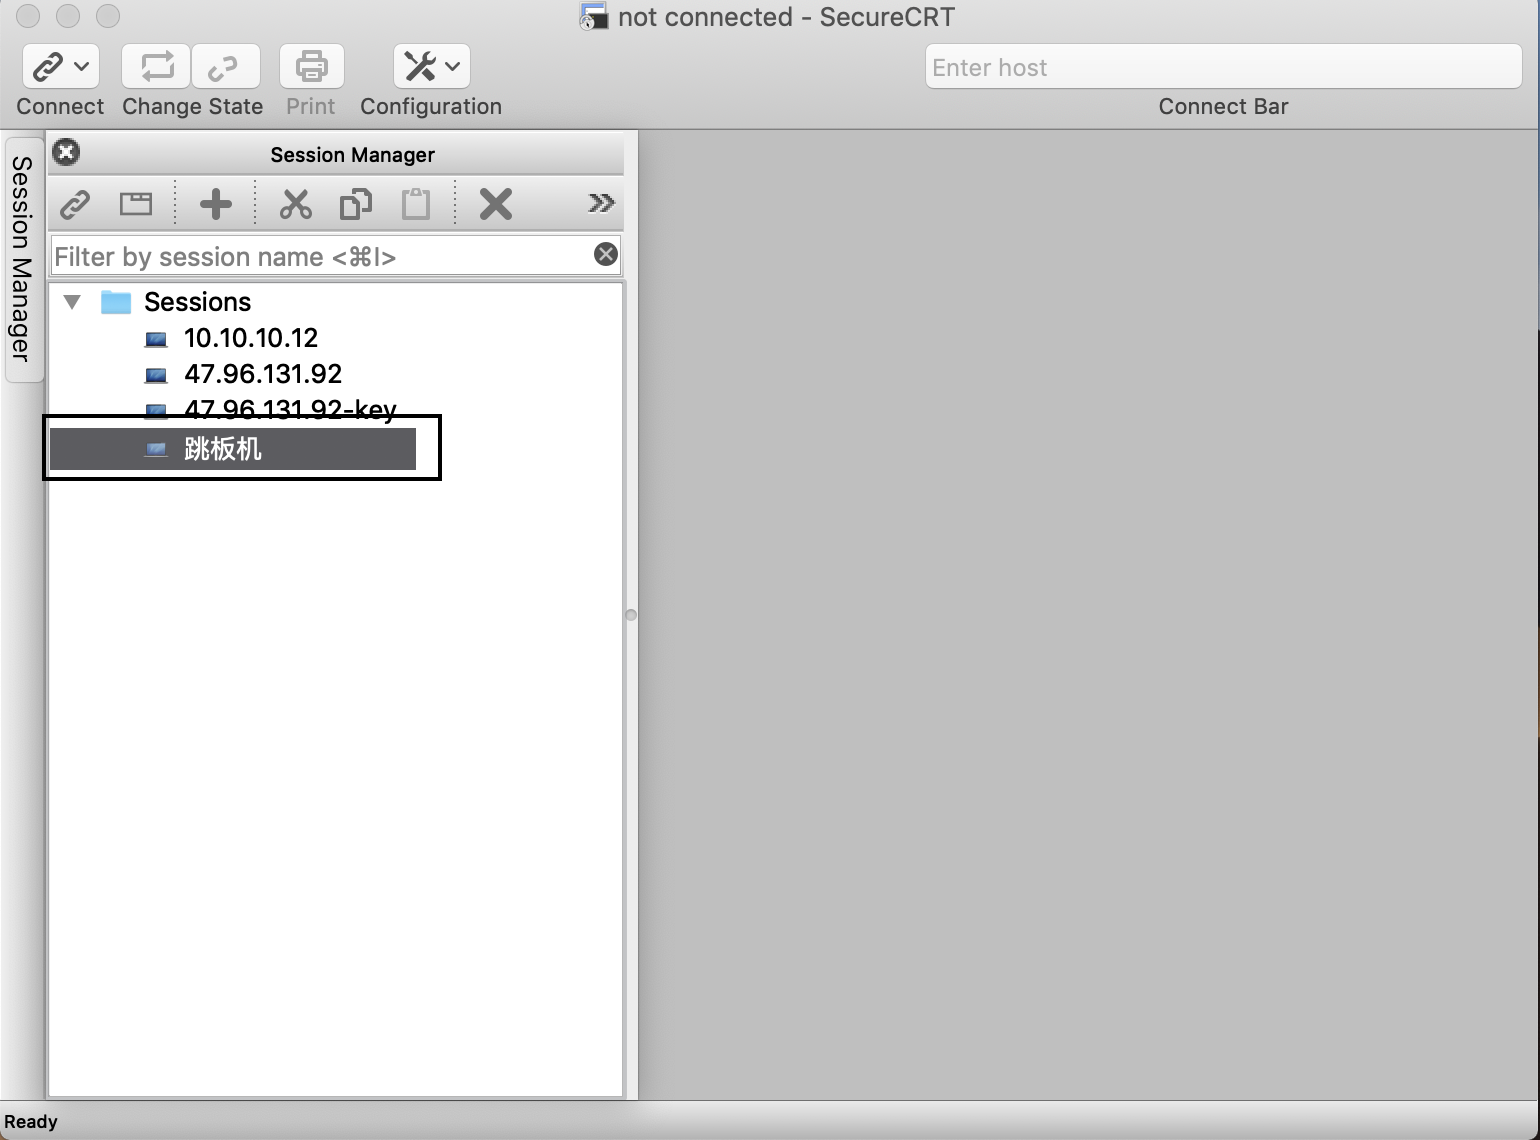 not connected - SecureCRT
Enter host
Connect
Change State
Print
Configuration
Connect Bar
Session Manager
Session Manager
Filter by session name <⌘I>
Sessions
10.10.10.12
47.96.131.92
47.96.131.92-key
跳板机
Ready